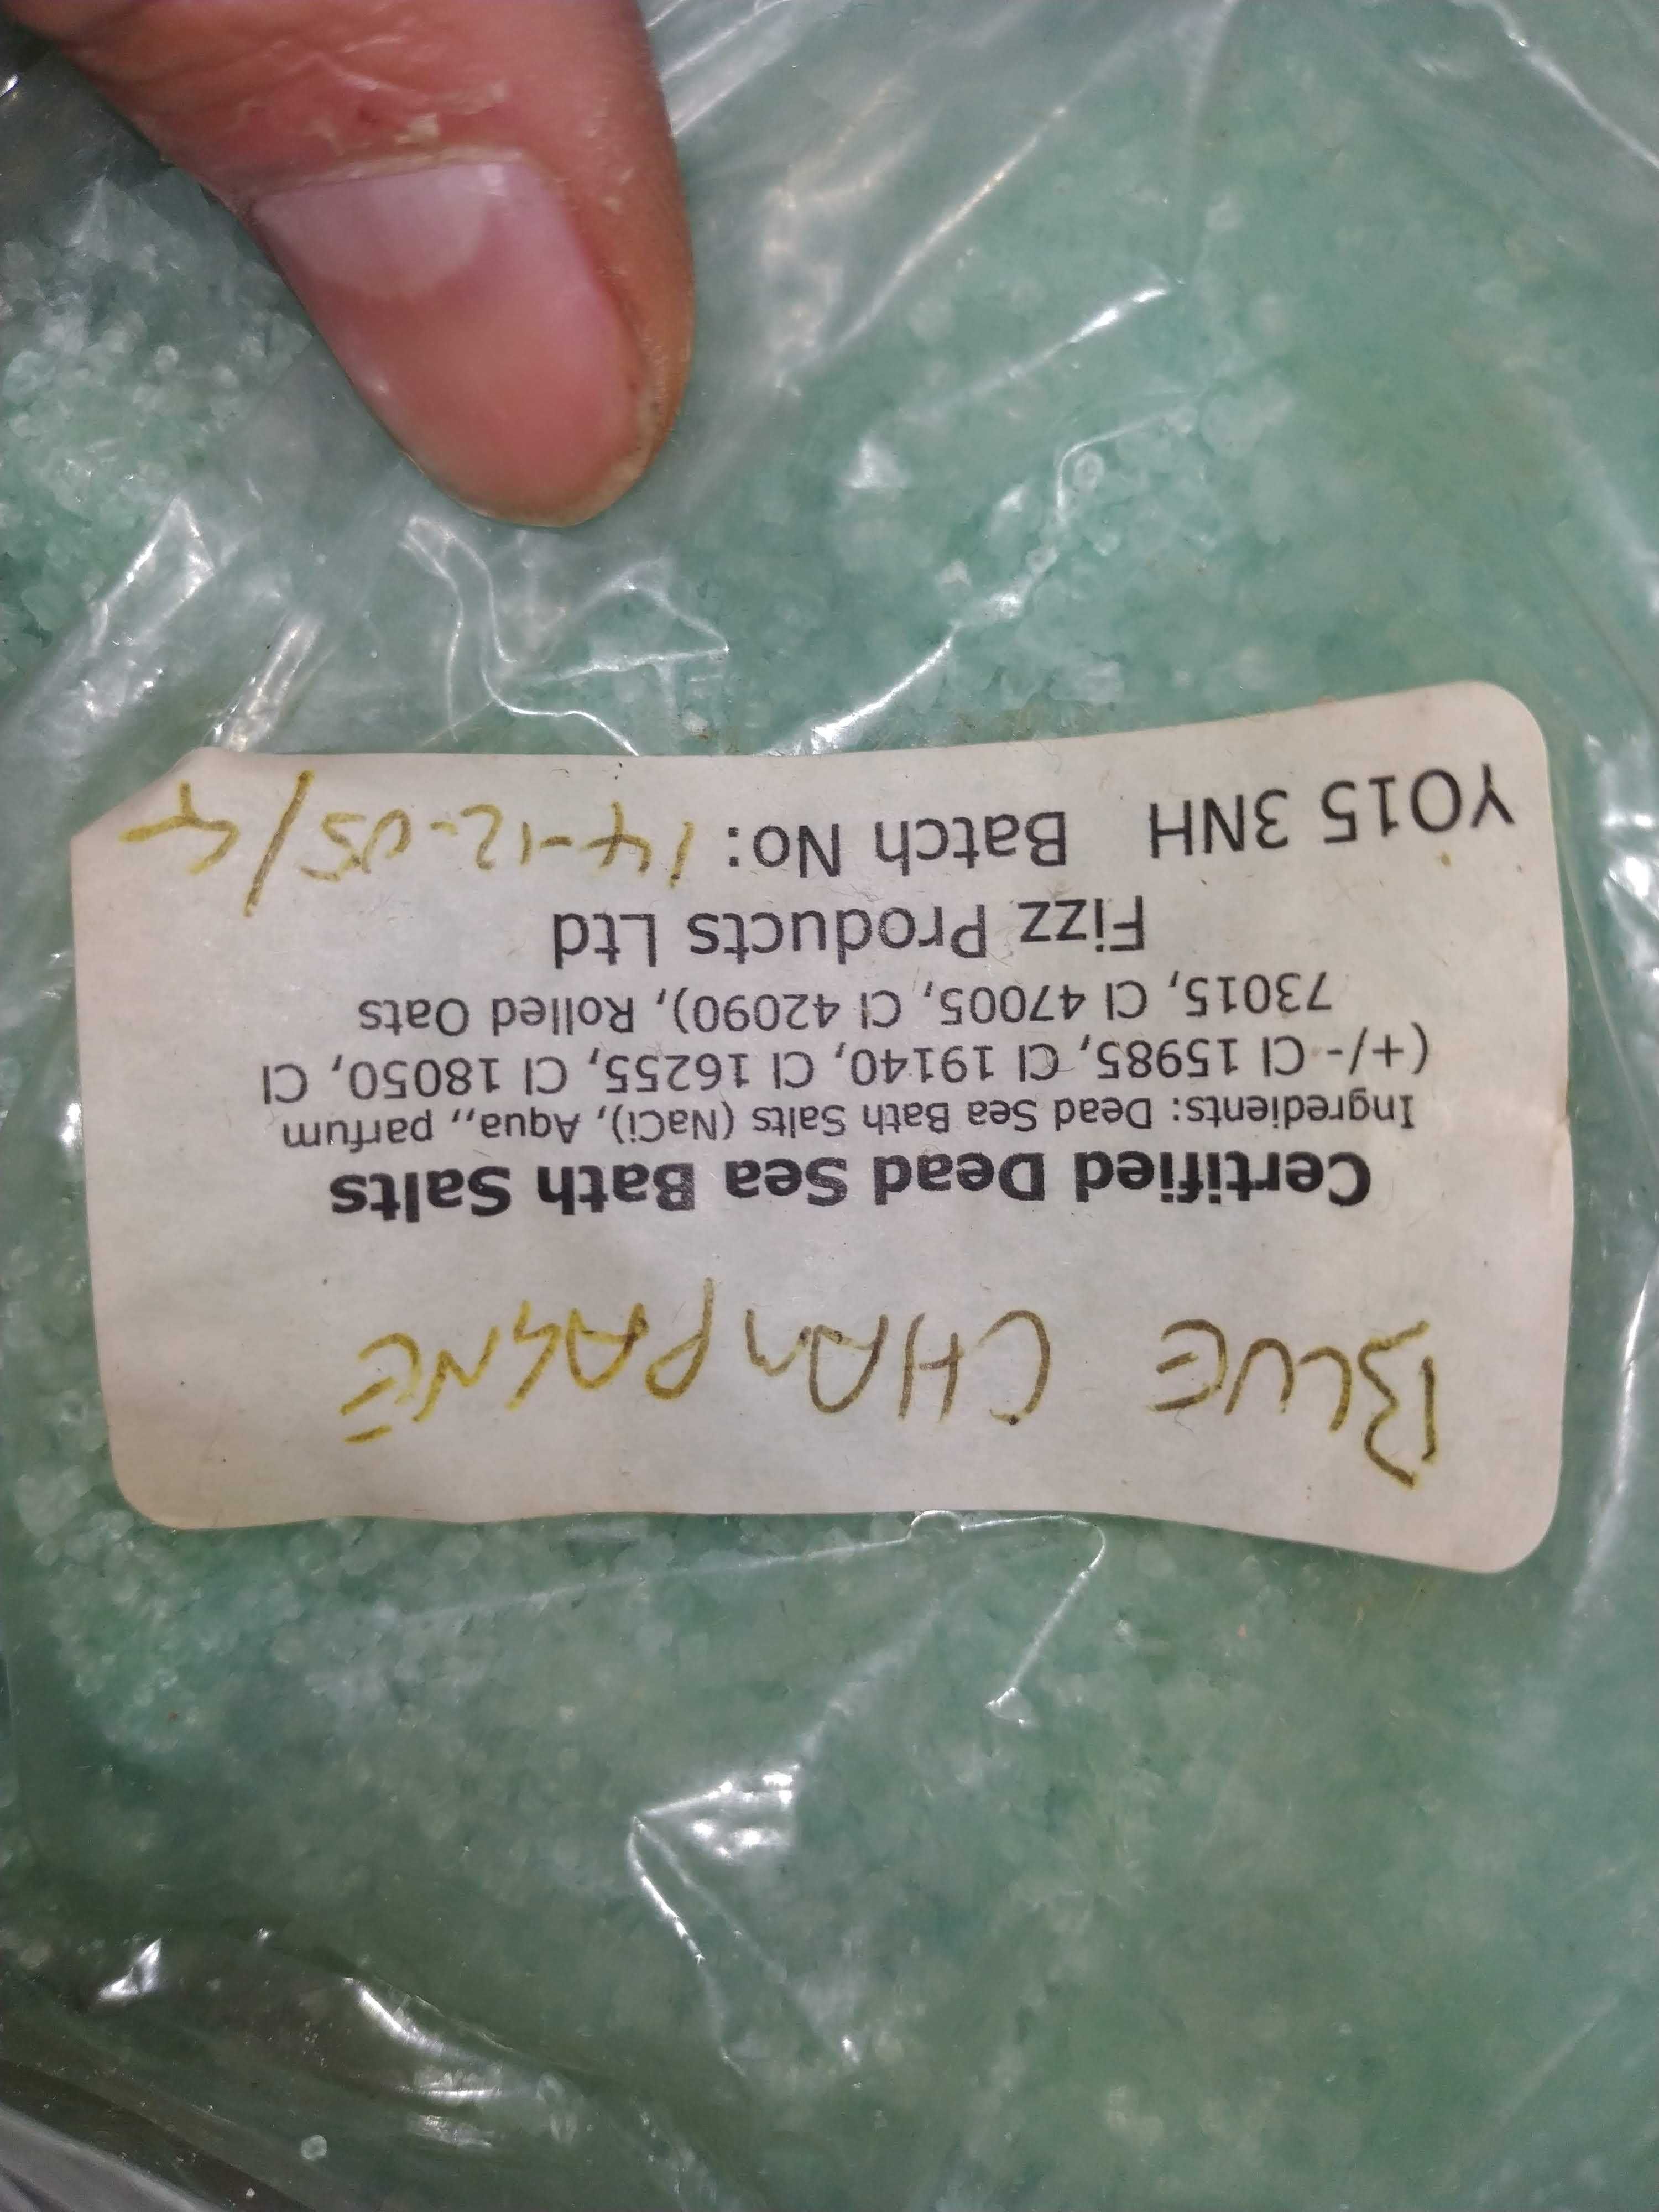 BLUE CHAMPAGNE
Certified Dead Sea Bath Salts
Ingredients: Dead Sea Bath Salts (NaCi), Aqua,, parfum
(+/- CI 15985, CI 19140, CI 16255, CI 18050, CI
73015, CI 47005, CI 42090), Rolled Oats
Fizz Products Ltd
YO15 3NH Batch No: 14-12-05/